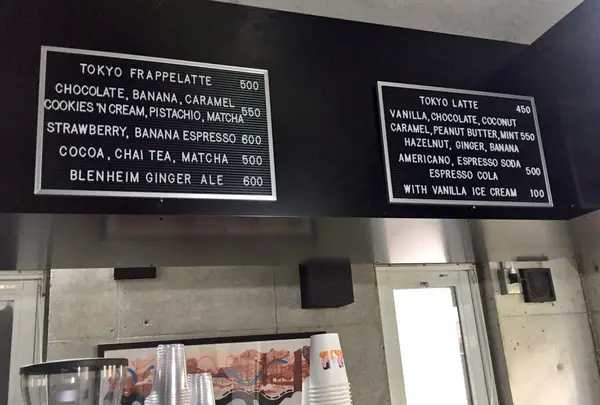 TOKYO FRAPPELATTE 500
CHOCOLATE, BANANA, CARAMEL
COOKIES 'N CREAM, PISTACHIO, MATCHA 550
STRAWBERRY, BANANA ESPRESSO 600
COCOA, CHAI TEA, MATCHA 500
BLENHEIM GINGER ALE 600
TOKYO LATTE 450
VANILLA, CHOCOLATE, COCONUT
CARAMEL, PEANUT BUTTER, MINT 550
HAZELNUT, GINGER, BANANA
AMERICANO, ESPRESSO SODA 500
ESPRESSO COLA
WITH VANILLA ICE CREAM 100